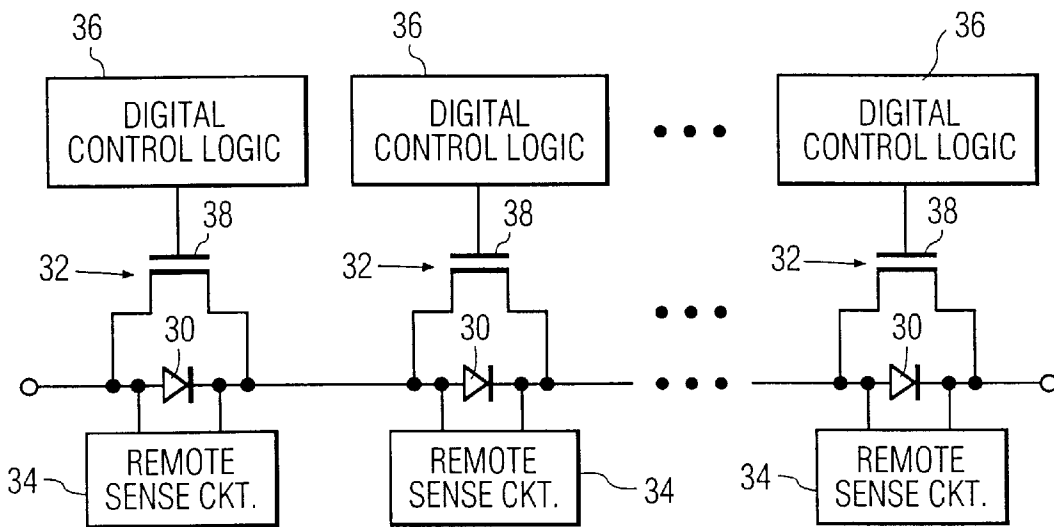 36
36
36
DIGITAL
CONTROL LOGIC
DIGITAL
CONTROL LOGIC
DIGITAL
CONTROL LOGIC
38
38
38
32
32
32
30
30
30
REMOTE
SENSE CKT.
REMOTE
SENSE CKT.
REMOTE
SENSE CKT.
34
34
34